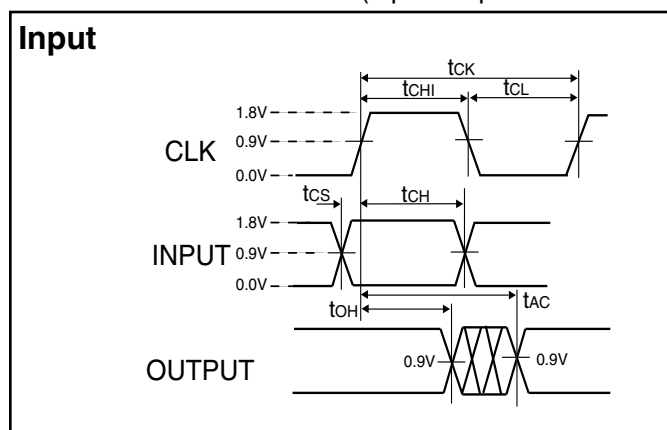 Input
tCK
tCHI tCL
1.8V
CLK 0.9V
0.0V
tCS tCH
1.8V
INPUT 0.9V
0.0V
tAC
tOH
OUTPUT 0.9V 0.9V